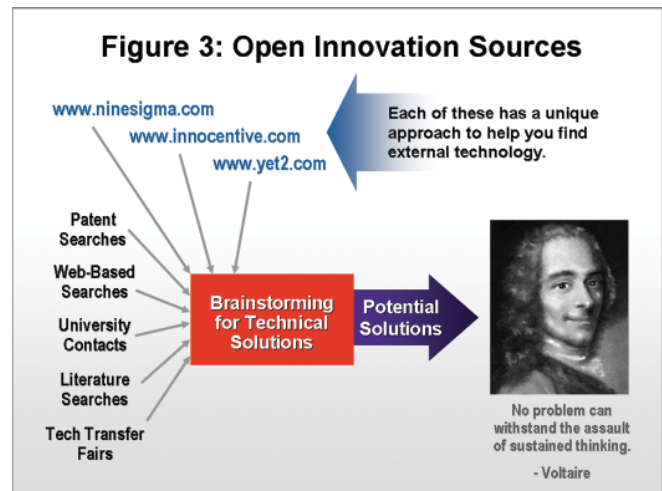 Figure 3: Open Innovation Sources
www.ninesigma.com
www.innocentive.com
www.yet2.com
Each of these has a unique
approach to help you find
external technology.
Patent
Searches
Web-Based
Searches
University
Contacts
Literature
Searches
Tech Transfer
Fairs
Brainstorming
for Technical
Solutions
Potential
Solutions
No problem can
withstand the assault
of sustained thinking.
- Voltaire